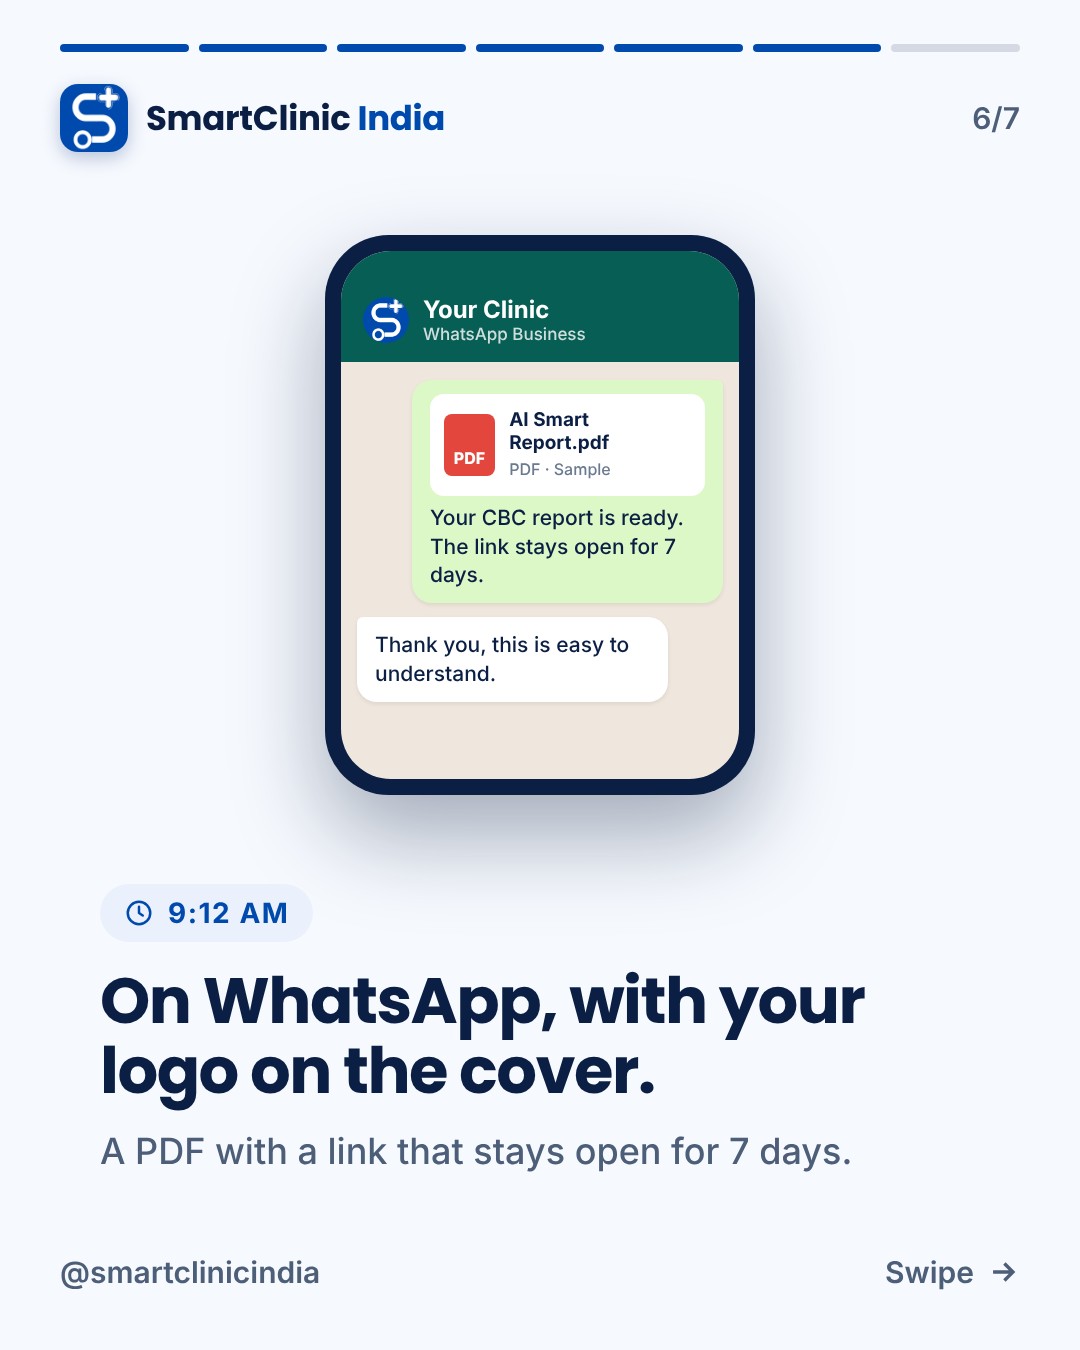 SmartClinic India
6/7
Your Clinic
WhatsApp Business
AI Smart
Report.pdf
PDF
PDF · Sample
Your CBC report is ready.
The link stays open for 7
days.
Thank you, this is easy to
understand.
9:12 AM
On WhatsApp, with your
logo on the cover.
A PDF with a link that stays open for 7 days.
@smartclinicindia
Swipe →